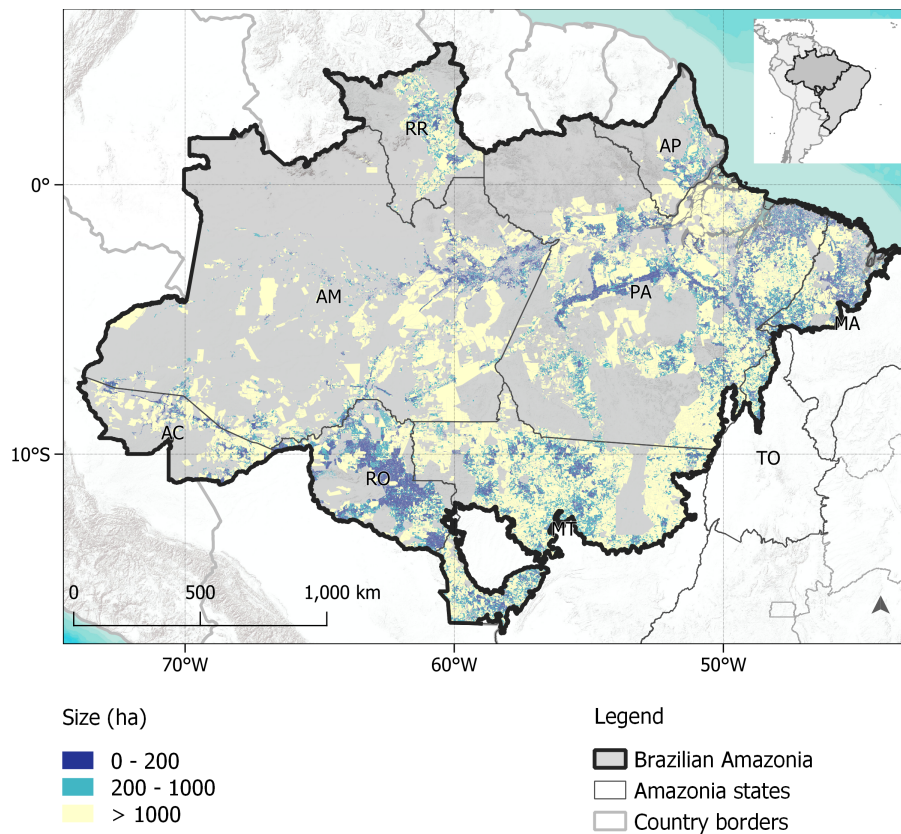 RR
AP
0°
AM
PA
MA
AC
10°S
TO
RO
MT
0 500 1,000 km
70°W 60°W 50°W
Size (ha)
0 - 200
200 - 1000
> 1000
Legend
Brazilian Amazonia
Amazonia states
Country borders